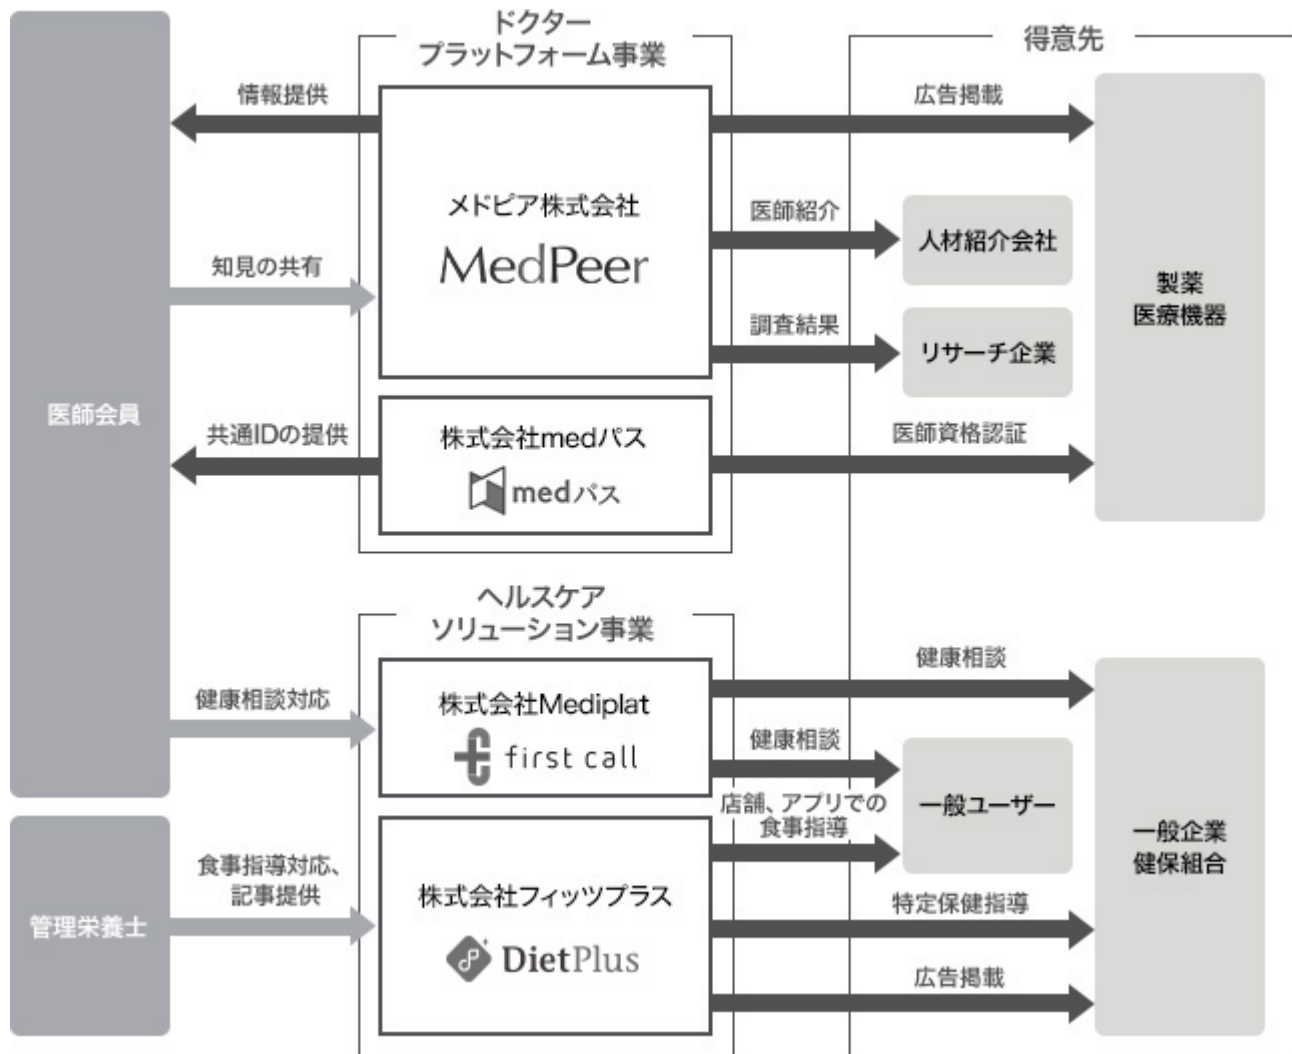 ドクター
プラットフォーム事業
得意先
情報提供
広告掲載
メドピア株式会社
MedPeer
医師紹介
人材紹介会社
知見の共有
製薬
医療機器
調査結果
リサーチ企業
医師会員
共通IDの提供
株式会社medパス
medパス
医師資格認証
ヘルスケア
ソリューション事業
健康相談
健康相談対応
株式会社Mediplat
first call
健康相談
店舗、アプリでの
食事指導
一般ユーザー
一般企業
健保組合
食事指導対応、
記事提供
管理栄養士
株式会社フィッツプラス
DietPlus
特定保健指導
広告掲載